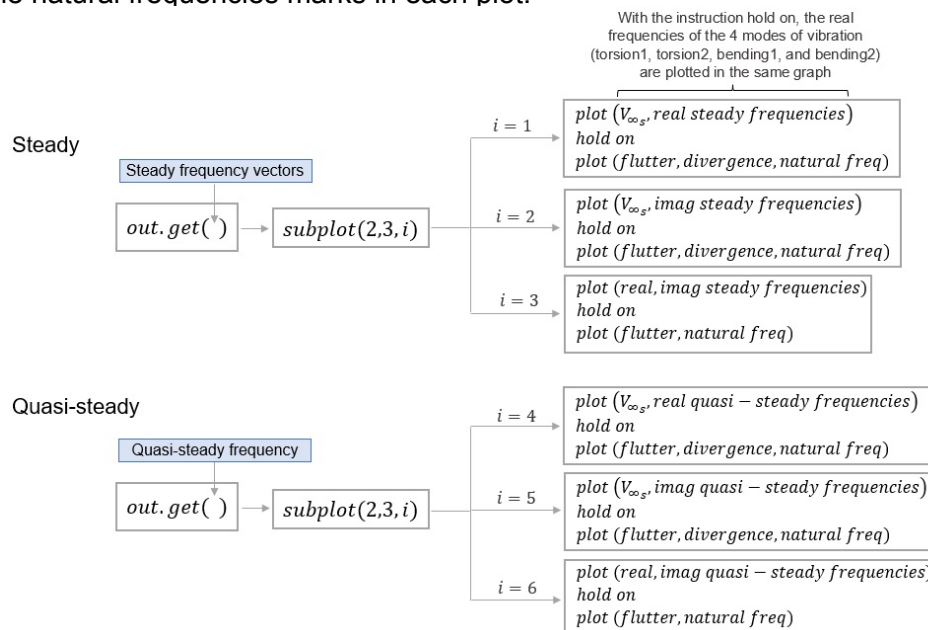 ne natural frequencies marks in each plot.
With the instruction hold on, the real
frequencies of the 4 modes of vibration
(torsion1, torsion2, bending1, and bending2)
are plotted in the same graph
Steady
Steady frequency vectors
out.get( )
subplot(2,3,i)
i = 1
plot (V∞s, real steady frequencies)
hold on
plot (flutter, divergence, natural freq)
i = 2
plot (V∞s, imag steady frequencies)
hold on
plot (flutter, divergence, natural freq)
i = 3
plot (real, imag steady frequencies)
hold on
plot (flutter, natural freq)
Quasi-steady
Quasi-steady frequency
out.get( )
subplot(2,3,i)
i = 4
plot (V∞s, real quasi − steady frequencies)
hold on
plot (flutter, divergence, natural freq)
i = 5
plot (V∞s, imag quasi − steady frequencies)
hold on
plot (flutter, divergence, natural freq)
i = 6
plot (real, imag quasi − steady frequencies)
hold on
plot (flutter, natural freq)